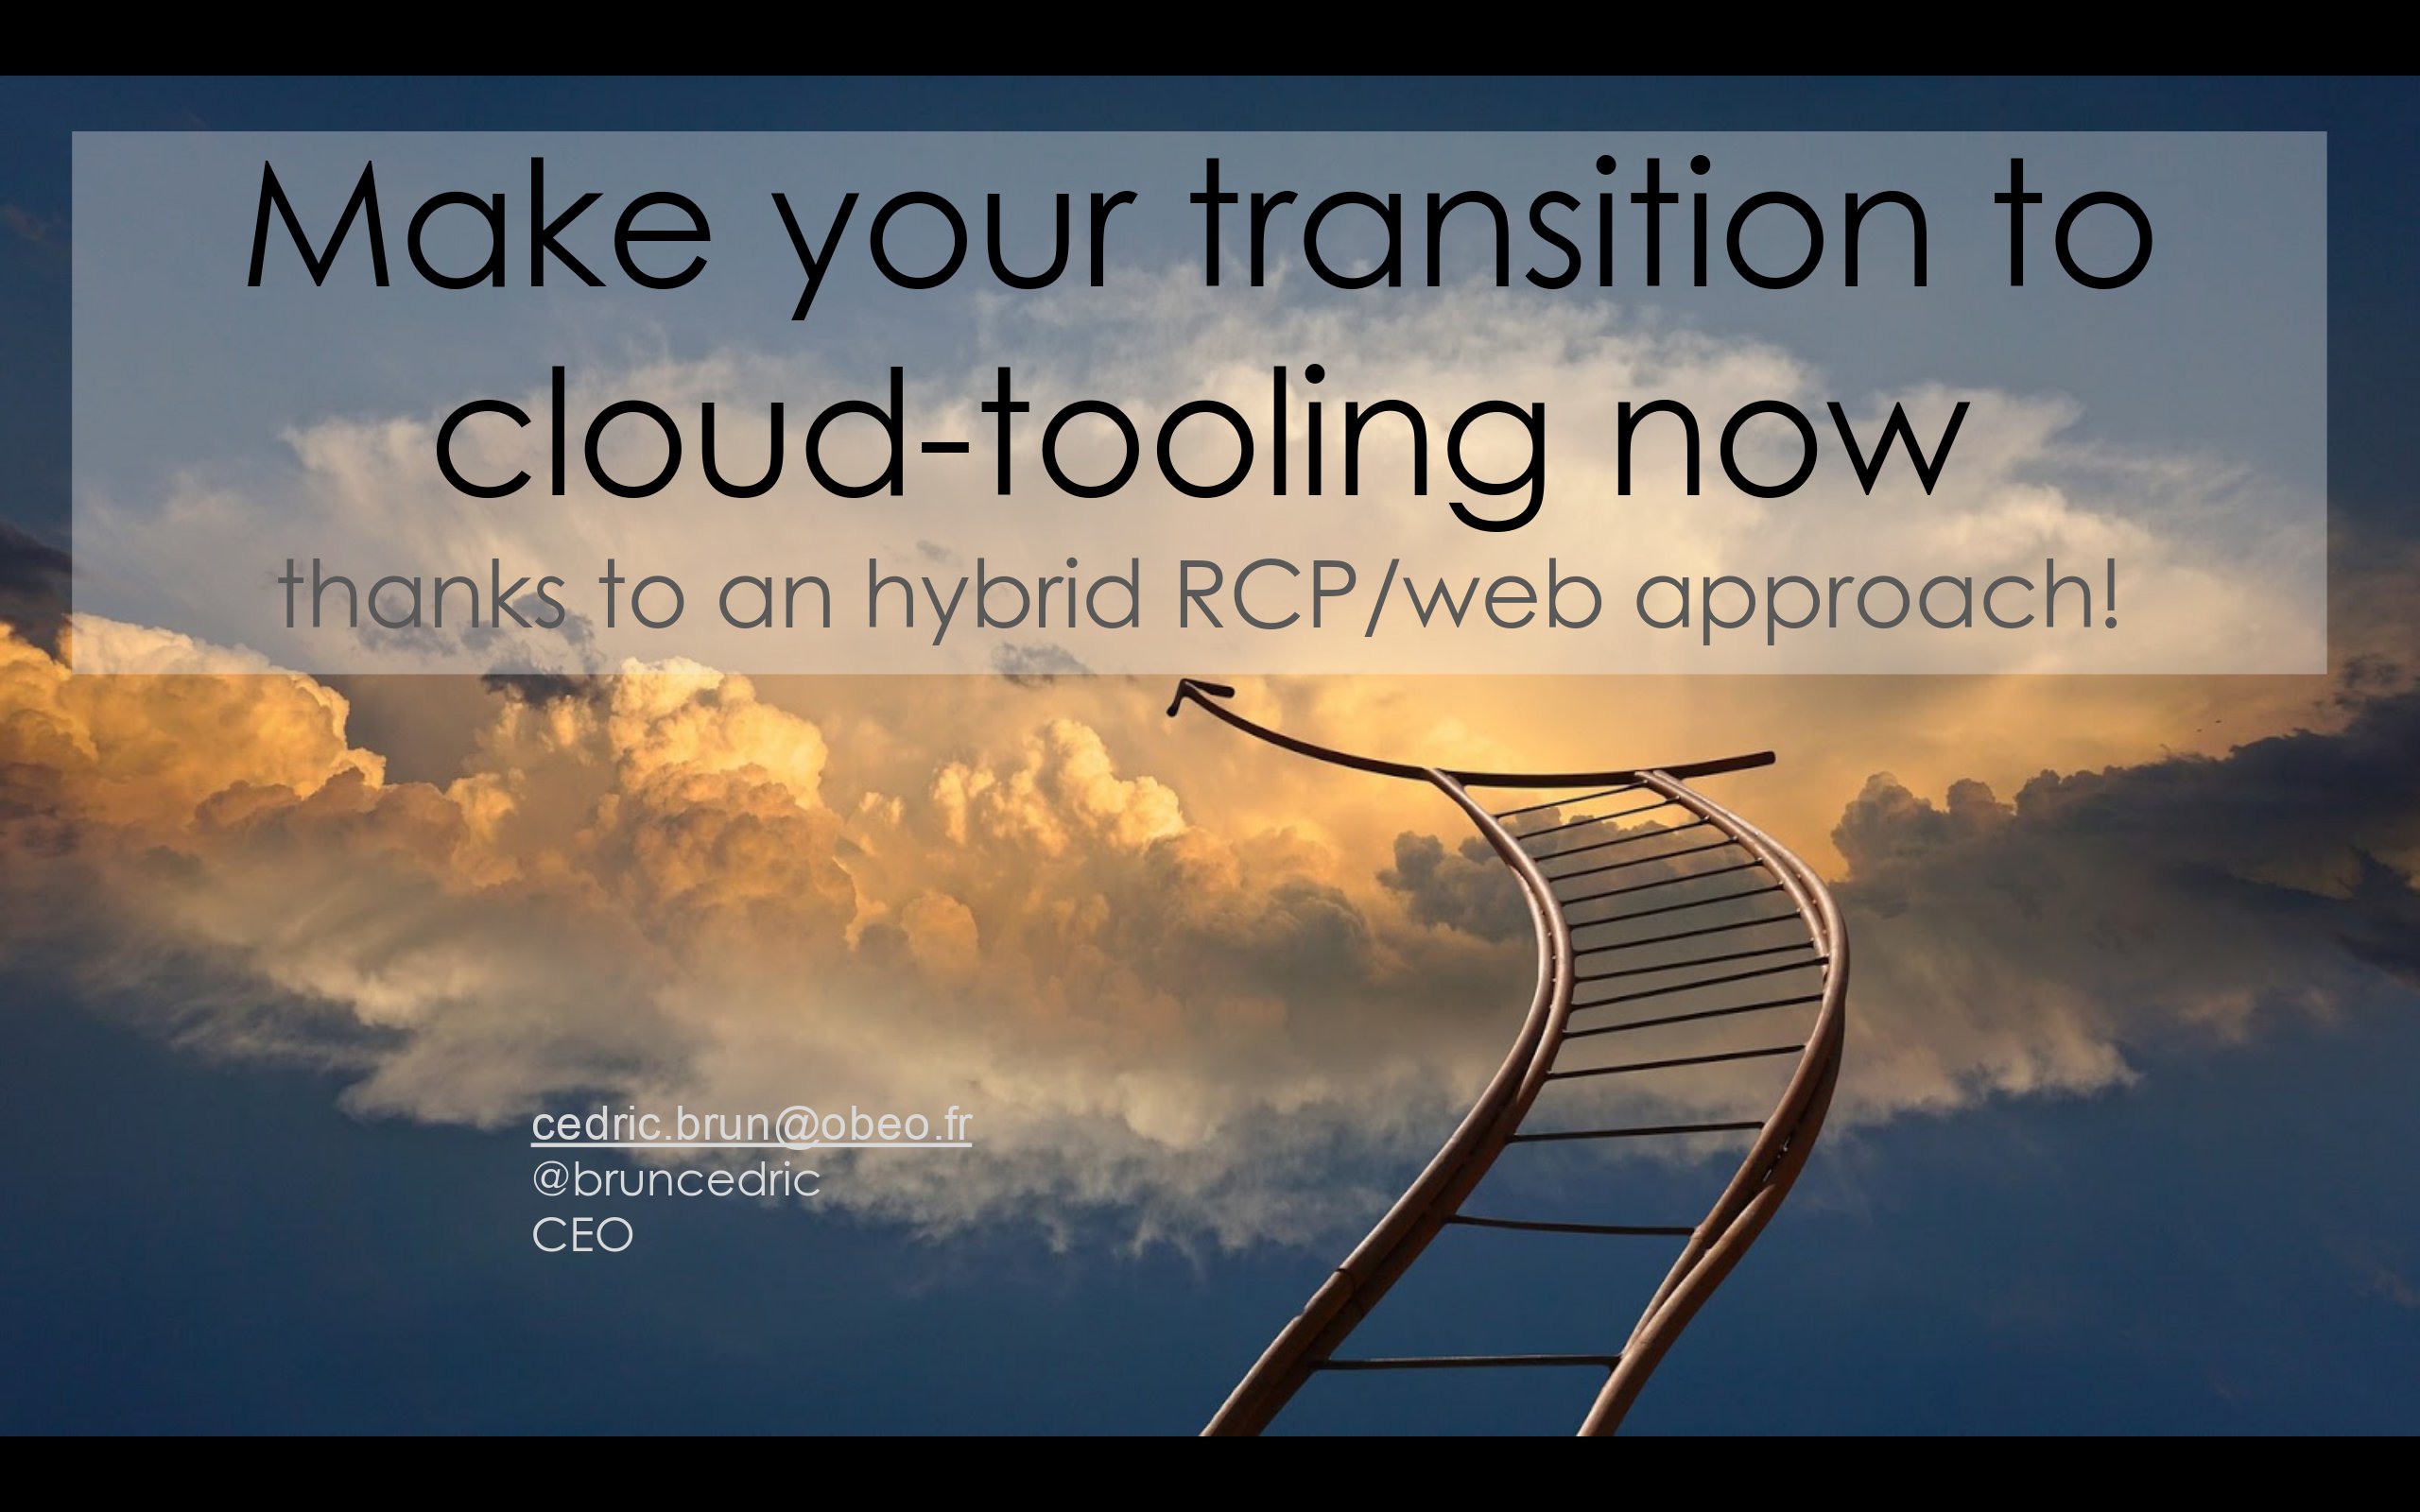 Make your transition to
cloud-tooling now
thanks to an hybrid RCP/web approach!
cedric.brun@obeo.fr
@bruncedric
CEO